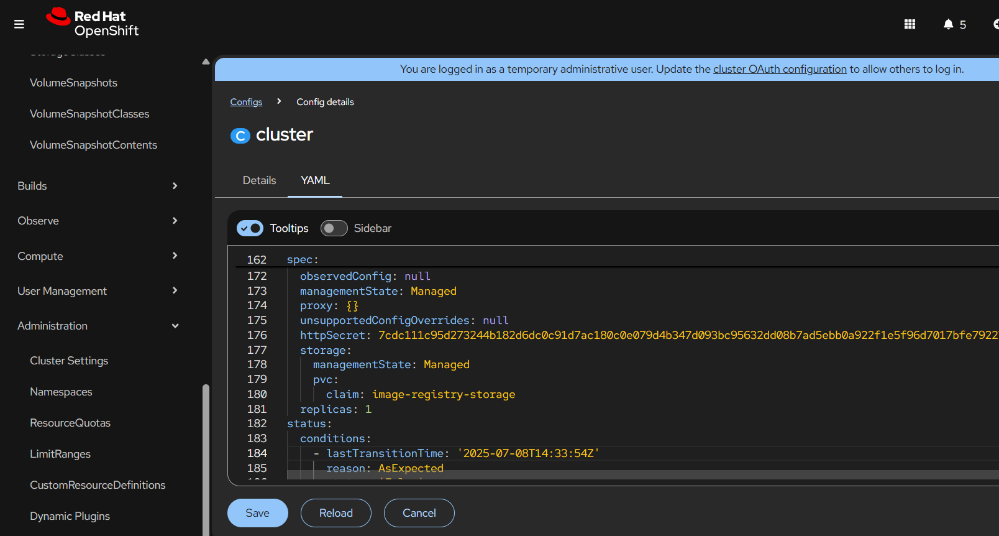 Red Hat
OpenShift
5
StorageClasses
VolumeSnapshots
VolumeSnapshotClasses
VolumeSnapshotContents
Builds
Observe
Compute
User Management
Administration
Cluster Settings
Namespaces
ResourceQuotas
LimitRanges
CustomResourceDefinitions
Dynamic Plugins
You are logged in as a temporary administrative user. Update the cluster OAuth configuration to allow others to log in.
Configs > Config details
C cluster
Details YAML
Tooltips Sidebar
162 spec:
172 observedConfig: null
173 managementState: Managed
174 proxy: {}
175 unsupportedConfigOverrides: null
176 httpSecret: 7cdc111c95d273244b182d6dc0c91d7ac180c0e079d4b347d093bc95632dd08b7ad5ebb0a922f1e5f96d7017bfe7922
177 storage:
178 managementState: Managed
179 pvc:
180 claim: image-registry-storage
181 replicas: 1
182 status:
183 conditions:
184 - lastTransitionTime: '2025-07-08T14:33:54Z'
185 reason: AsExpected
Save Reload Cancel